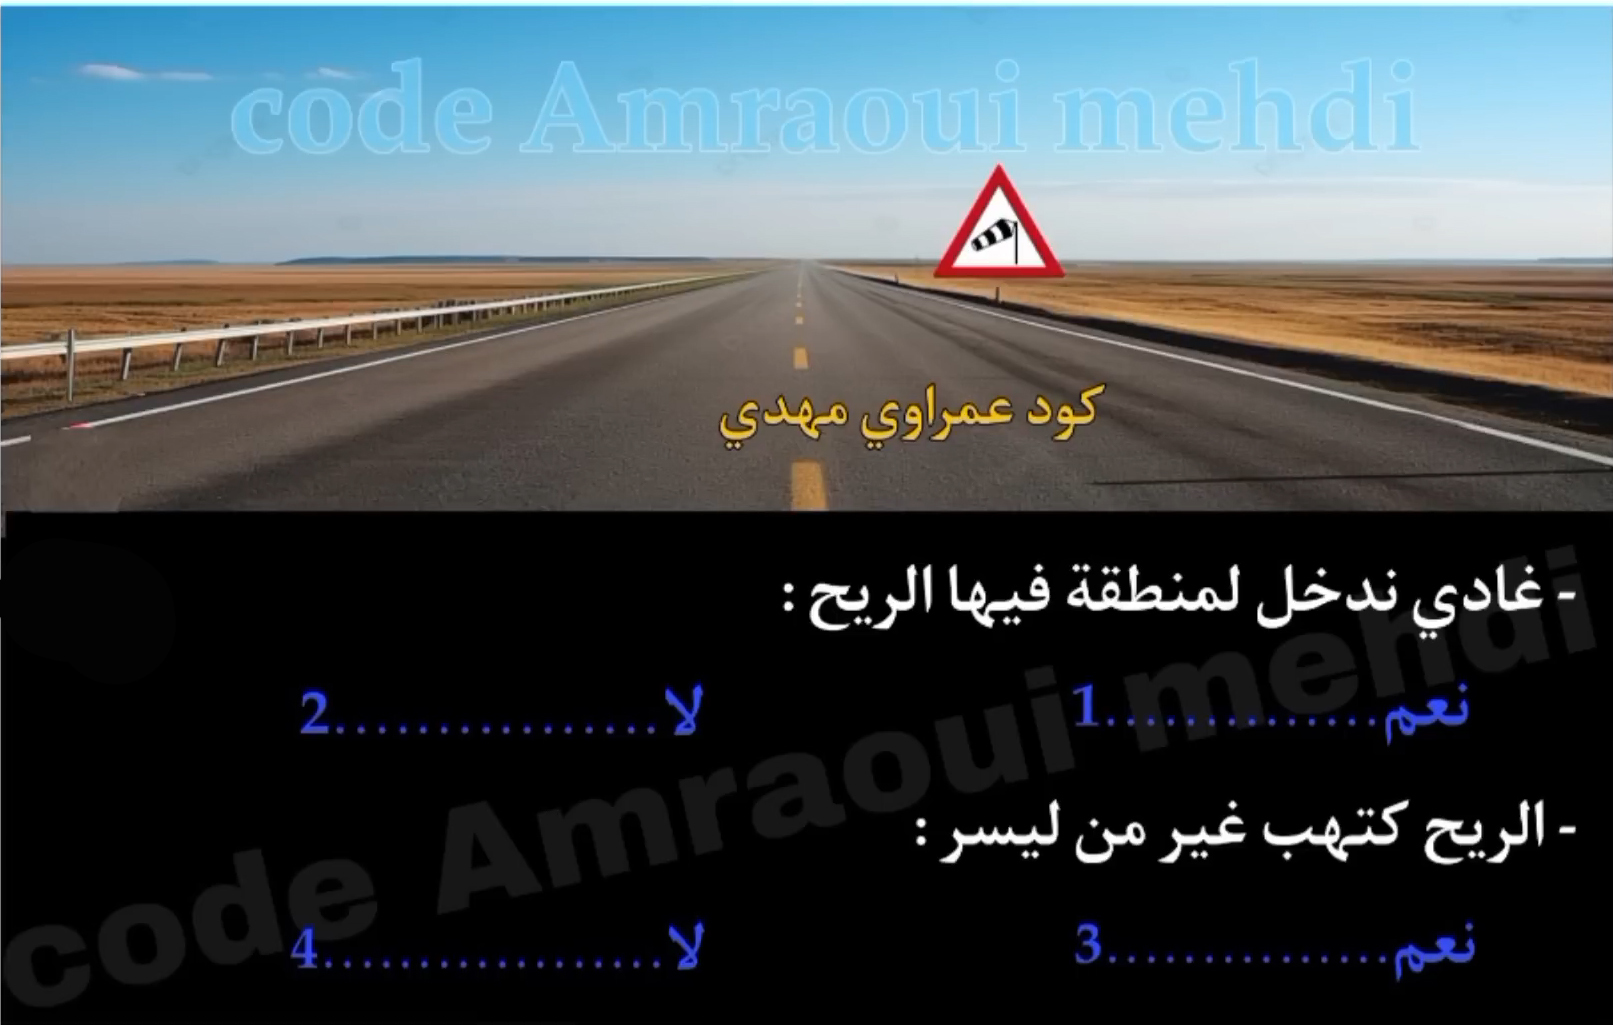 code Amraoui mehdi
كود عمراوي مهدي
- غادي ندخل لمنطقة فيها الريح :
نعم..............1 لا................2
- الريح كتهب غير من ليسر :
نعم...............3 لا..................4
code Amraoui mehdi